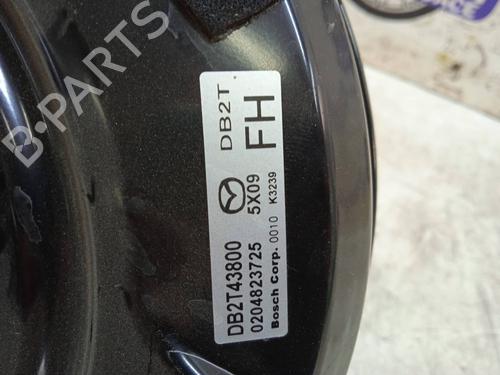 B-PARTS
DB2T
FH
DB2T43800 5X09
0204823725
Bosch Corp. 0010 K3239